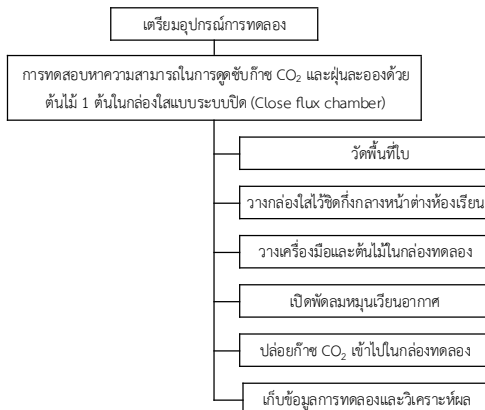 เตรียมอุปกรณ์การทดลอง
การทดสอบหาความสามารถในการดูดซับก๊าซ CO₂ และฝุ่นละอองด้วย
ต้นไม้ 1 ต้นในกล่องใสแบบระบบปิด (Close flux chamber)
วัดพื้นที่ใบ
วางกล่องใสไว้ชิดกึ่งกลางหน้าต่างห้องเรียน
วางเครื่องมือและต้นไม้ในกล่องทดลอง
เปิดพัดลมหมุนเวียนอากาศ
ปล่อยก๊าซ CO₂ เข้าไปในกล่องทดลอง
เก็บข้อมูลการทดลองและวิเคราะห์ผล